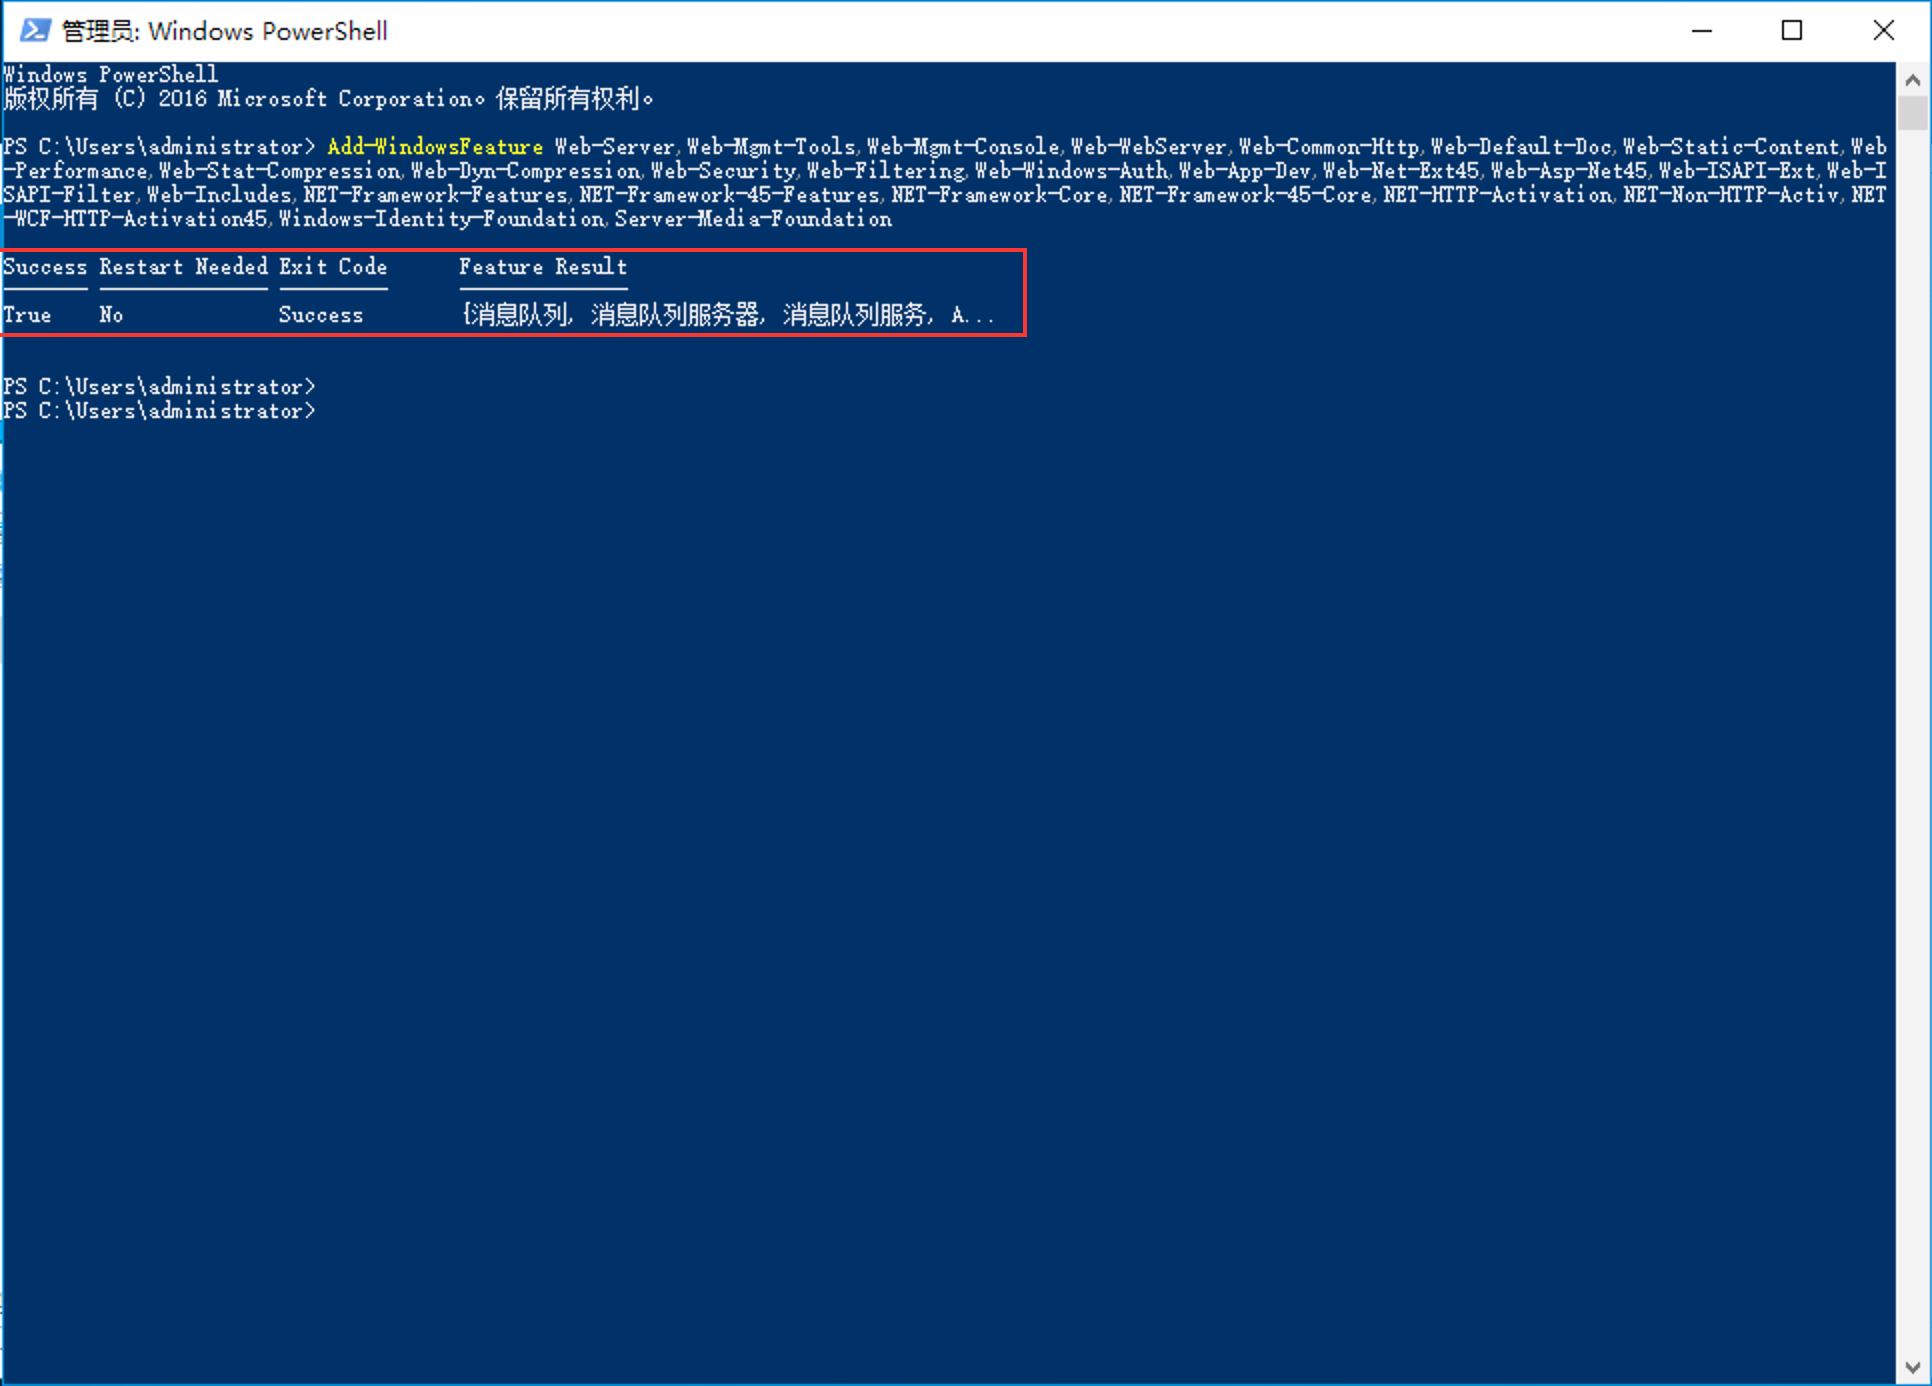 管理员: Windows PowerShell
Windows PowerShell
版权所有 (C) 2016 Microsoft Corporation。保留所有权利。
PS C:\Users\administrator> Add-WindowsFeature Web-Server,Web-Mgmt-Tools,Web-Mgmt-Console,Web-WebServer,Web-Common-Http,Web-Default-Doc,Web-Static-Content,Web
-Performance,Web-Stat-Compression,Web-Dyn-Compression,Web-Security,Web-Filtering,Web-Windows-Auth,Web-App-Dev,Web-Net-Ext45,Web-Asp-Net45,Web-ISAPI-Ext,Web-I
SAPI-Filter,Web-Includes,NET-Framework-Features,NET-Framework-45-Features,NET-Framework-Core,NET-Framework-45-Core,NET-HTTP-Activation,NET-Non-HTTP-Activ,NET
-WCF-HTTP-Activation45,Windows-Identity-Foundation,Server-Media-Foundation
Success Restart Needed Exit Code      Feature Result
------- -------------- ---------      --------------
True    No             Success        {消息队列, 消息队列服务器, 消息队列服务, A...
PS C:\Users\administrator>
PS C:\Users\administrator>